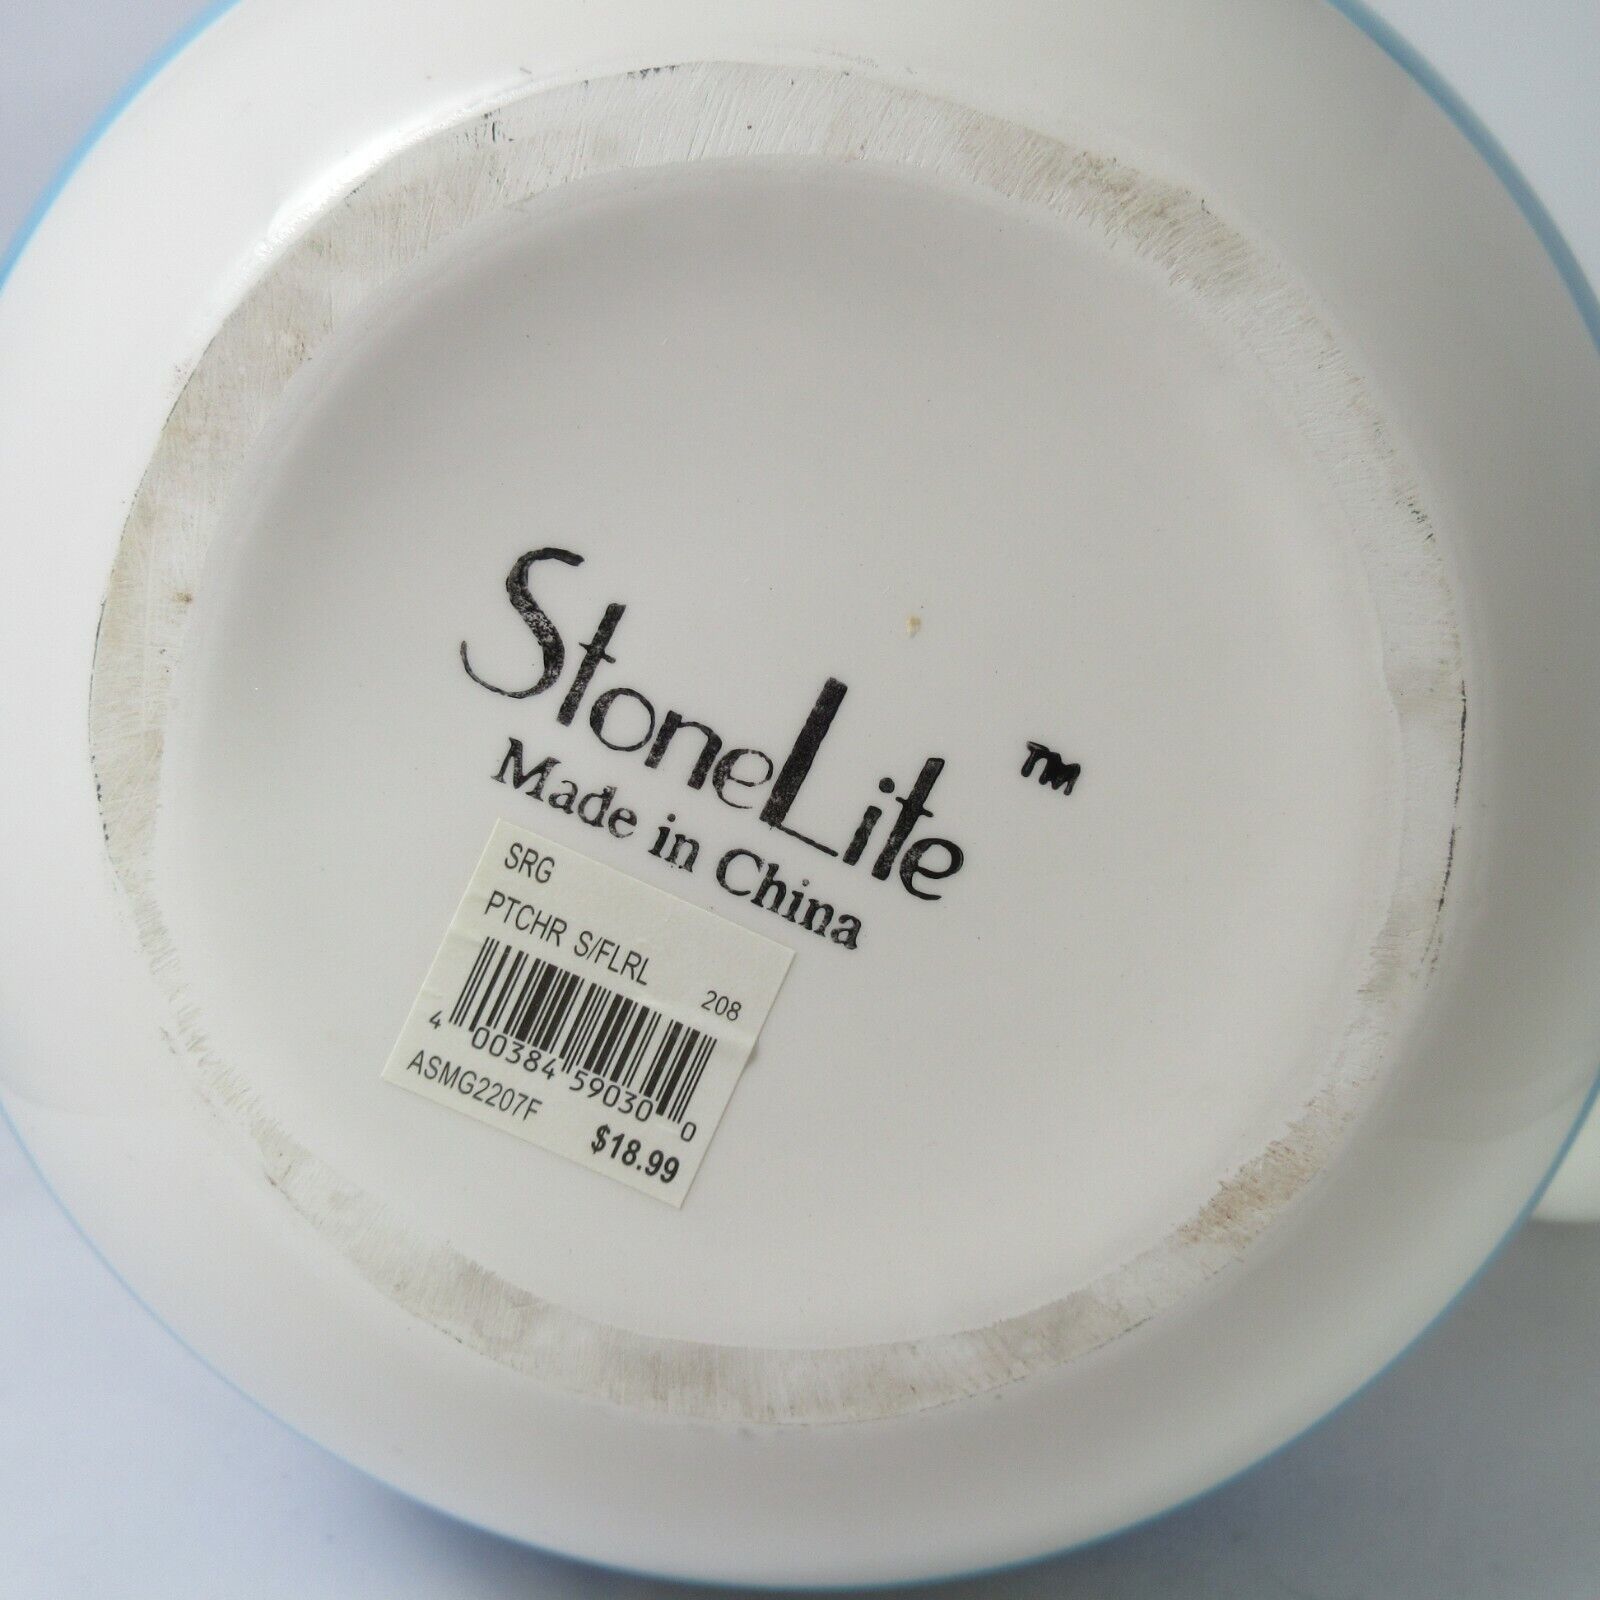 StoneLite ™
Made in China
SRG
PTCHR S/FLRL
208
4 00384 59030 0
ASMG2207F
$18.99